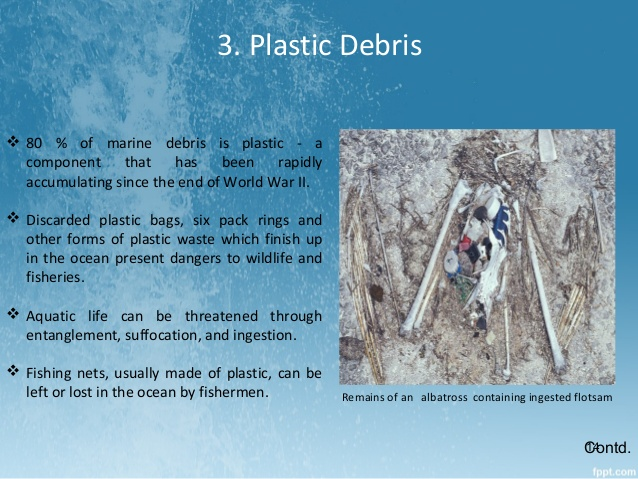 3. Plastic Debris
❖ 80 % of marine debris is plastic - a
component that has been rapidly
accumulating since the end of World War II.
❖ Discarded plastic bags, six pack rings and
other forms of plastic waste which finish up
in the ocean present dangers to wildlife and
fisheries.
❖ Aquatic life can be threatened through
entanglement, suffocation, and ingestion.
❖ Fishing nets, usually made of plastic, can be
left or lost in the ocean by fishermen.
Remains of an albatross containing ingested flotsam
14
Contd.
fppt.com